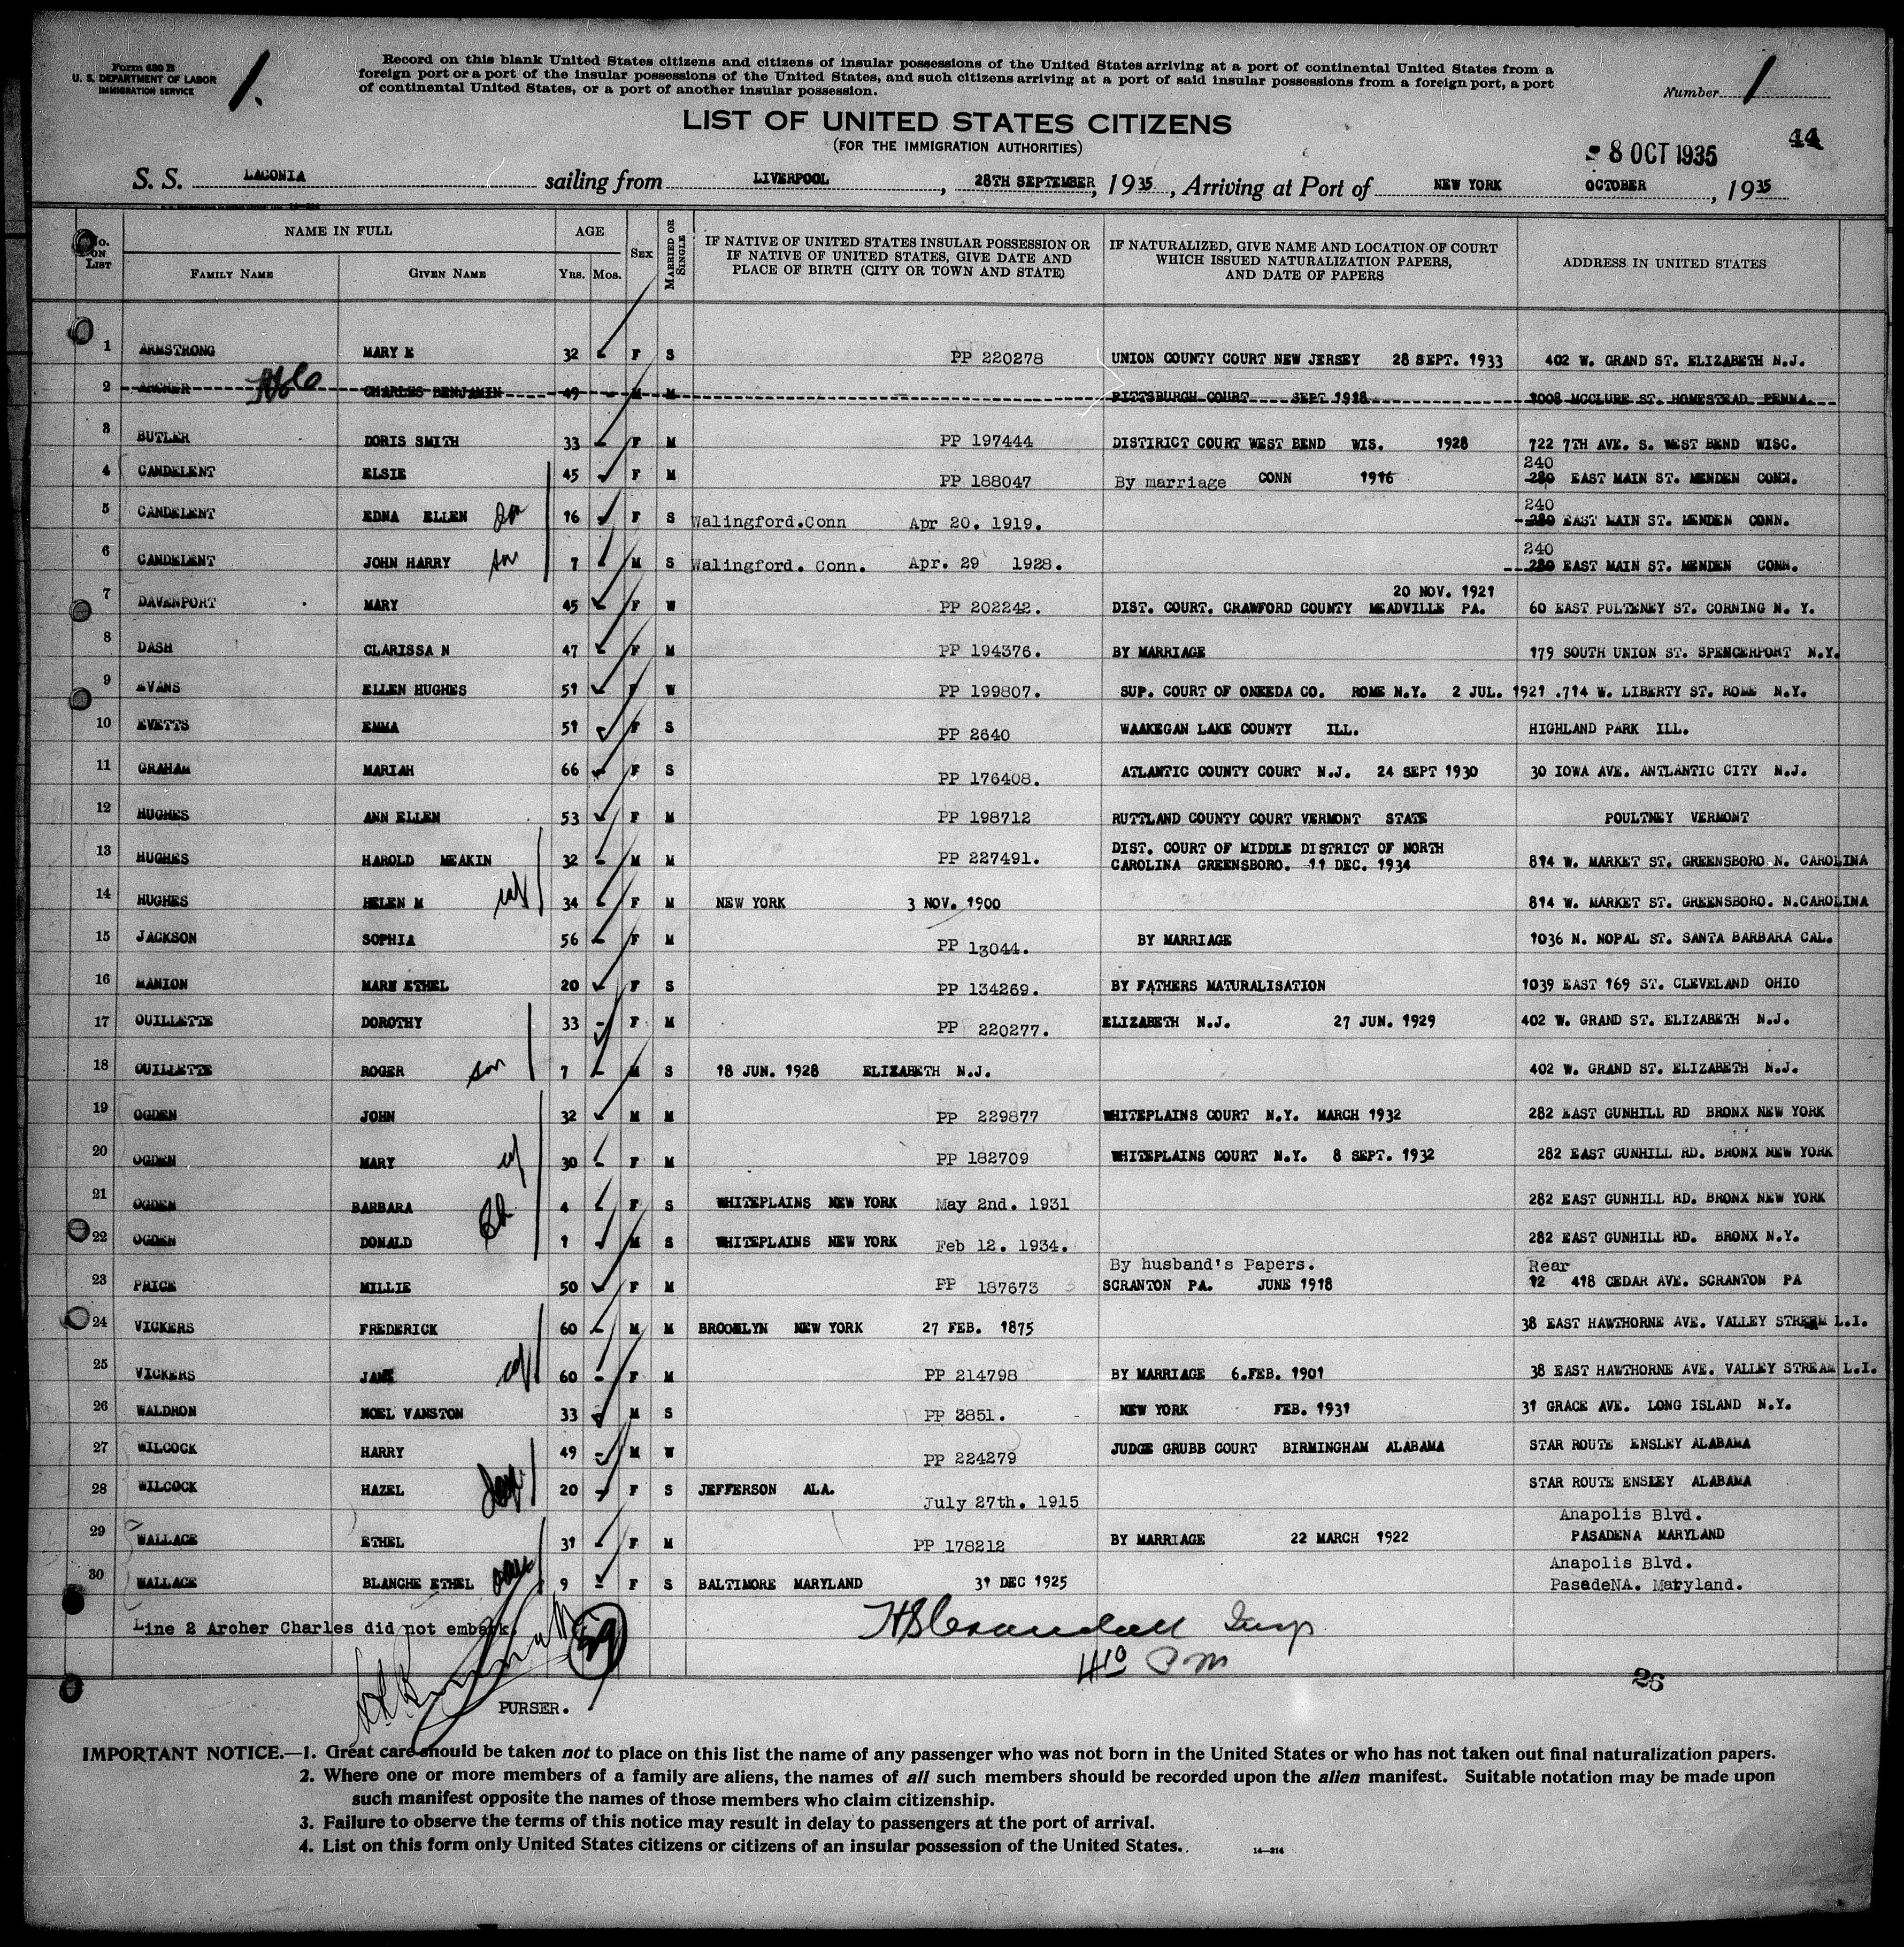 Form 630 B
U. S. DEPARTMENT OF LABOR
IMMIGRATION SERVICE
1.
Record on this blank United States citizens and citizens of insular possessions of the United States arriving at a port of continental United States from a
foreign port or a port of the insular possessions of the United States, and such citizens arriving at a port of said insular possessions from a foreign port, a port
of continental United States, or a port of another insular possession.
Number 1
LIST OF UNITED STATES CITIZENS
(FOR THE IMMIGRATION AUTHORITIES)
- 8 OCT 1935
44
S. S. LACONIA sailing from LIVERPOOL, 28TH SEPTEMBER, 1935, Arriving at Port of NEW YORK OCTOBER, 1935
No. ON LIST
NAME IN FULL
FAMILY NAME
GIVEN NAME
AGE
YRS. MOS.
SEX
MARRIED OR SINGLE
IF NATIVE OF UNITED STATES INSULAR POSSESSION OR
IF NATIVE OF UNITED STATES, GIVE DATE AND
PLACE OF BIRTH (CITY OR TOWN AND STATE)
IF NATURALIZED, GIVE NAME AND LOCATION OF COURT
WHICH ISSUED NATURALIZATION PAPERS,
AND DATE OF PAPERS
ADDRESS IN UNITED STATES
1 ARMSTRONG MARY E 32 F S PP 220278 UNION COUNTY COURT NEW JERSEY 28 SEPT. 1933 402 W. GRAND ST. ELIZABETH N.J.
2 ARCHER CHARLES BENJAMIN 49 M M PITTSBURGH COURT SEPT 1918 1008 MCCLURE ST. HOMESTEAD PENNA.
3 BUTLER DORIS SMITH 33 F M PP 197444 DISTIRICT COURT WEST BEND WIS. 1928 722 7TH AVE. S. WEST BEND WISC.
240
4 CANDELENT ELSIE 45 F M PP 188047 By marriage CONN 1916 280 EAST MAIN ST. MENDEN CONN.
240
5 CANDELENT EDNA ELLEN 16 F S Walingford.Conn Apr 20. 1919. 280 EAST MAIN ST. MENDEN CONN.
240
6 CANDELENT JOHN HARRY son 7 M S Walingford. Conn. Apr. 29 1928. 280 EAST MAIN ST. MENDEN CONN.
20 NOV. 1921
7 DAVENPORT MARY 45 F W PP 202242. DIST. COURT. CRAWFORD COUNTY MEADVILLE PA. 60 EAST PULTENEY ST. CORNING N. Y.
8 DASH CLARISSA N 47 F M PP 194376. BY MARRIAGE 179 SOUTH UNION ST. SPENCERPORT N.Y.
9 EVANS ELLEN HUGHES 51 F W PP 199807. SUP. COURT OF ONEEDA CO. ROME N.Y. 2 JUL. 1921 .714 W. LIBERTY ST. ROME N.Y.
10 EVETTS EMMA 51 F S PP 2640 WAAKEGAN LAKE COUNTY ILL. HIGHLAND PARK ILL.
11 GRAHAM MARIAH 66 F S PP 176408. ATLANTIC COUNTY COURT N.J. 24 SEPT 1930 30 IOWA AVE. ANTLANTIC CITY N.J.
12 HUGHES ANN ELLEN 53 F M PP 198712 RUTTLAND COUNTY COURT VERMONT STATE POULTNEY VERMONT
DIST. COURT OF MIDDLE DISTRICT OF NORTH
13 HUGHES HAROLD MEAKIN 32 M M PP 227491. CAROLINA GREENSBORO. 11 DEC. 1934 814 W. MARKET ST. GREENSBORO N. CAROLINA
14 HUGHES HELEN M wf 34 F M NEW YORK 3 NOV. 1900 814 W. MARKET ST. GREENSBORO. N.CAROLINA
15 JACKSON SOPHIA 56 F M PP 13044. BY MARRIAGE 1036 N. NOPAL ST. SANTA BARBARA CAL.
16 MANION MARY ETHEL 20 F S PP 134269. BY FATHERS MATURALISATION 1039 EAST 169 ST. CLEVELAND OHIO
17 OUILLETTE DOROTHY 33 F M PP 220277. ELIZABETH N.J. 27 JUN. 1929 402 W. GRAND ST. ELIZABETH N.J.
18 OUILLETTE ROGER son 7 M S 18 JUN. 1928 ELIZABETH N.J. 402 W. GRAND ST. ELIZABETH N.J.
19 OGDEN JOHN 32 M M PP 229877 WHITEPLAINS COURT N.Y. MARCH 1932 282 EAST GUNHILL RD BRONX NEW YORK
20 OGDEN MARY wf 30 F M PP 182709 WHITEPLAINS COURT N.Y. 8 SEPT. 1932 282 EAST GUNHILL RD. BRONX NEW YORK
21 OGDEN BARBARA 4 F S WHITEPLAINS NEW YORK May 2nd. 1931 282 EAST GUNHILL RD. BRONX NEW YORK
Ch
22 OGDEN DONALD 1 M S WHITEPLAINS NEW YORK Feb 12. 1934. 282 EAST GUNHILL RD. BRONX N.Y.
By husband's Papers. Rear
23 PRICE MILLIE 50 F M PP 187673 SCRANTON PA. JUNE 1918 12 418 CEDAR AVE. SCRANTON PA
24 VICKERS FREDERICK 60 M M BROOKLYN NEW YORK 27 FEB. 1875 38 EAST HAWTHORNE AVE. VALLEY STREEM L.I.
25 VICKERS JANE wf 60 F M PP 214798 BY MARRIAGE 6.FEB. 1901 38 EAST HAWTHORNE AVE. VALLEY STREAM L.I.
26 WALDRON NOEL VANSTON 33 M S PP 3851. NEW YORK FEB. 1931 31 GRACE AVE. LONG ISLAND N.Y.
27 WILCOCK HARRY 49 M W PP 224279 JUDGE GRUBB COURT BIRMINGHAM ALABAMA STAR ROUTE ENSLEY ALABAMA
28 WILCOCK HAZEL 20 F S JEFFERSON ALA. July 27th. 1915 STAR ROUTE ENSLEY ALABAMA
Anapolis Blvd.
29 WALLACE ETHEL 31 F M PP 178212 BY MARRIAGE 22 MARCH 1922 PASADENA MARYLAND
Anapolis Blvd.
30 WALLACE BLANCHE ETHEL 9 F S BALTIMORE MARYLAND 31 DEC 1925 PasadeNA. Maryland.
Line 2 Archer Charles did not embark.
29
410 Pm
26
PURSER.
IMPORTANT NOTICE.—1. Great care should be taken not to place on this list the name of any passenger who was not born in the United States or who has not taken out final naturalization papers.
2. Where one or more members of a family are aliens, the names of all such members should be recorded upon the alien manifest. Suitable notation may be made upon
such manifest opposite the names of those members who claim citizenship.
3. Failure to observe the terms of this notice may result in delay to passengers at the port of arrival.
4. List on this form only United States citizens or citizens of an insular possession of the United States.
14—314